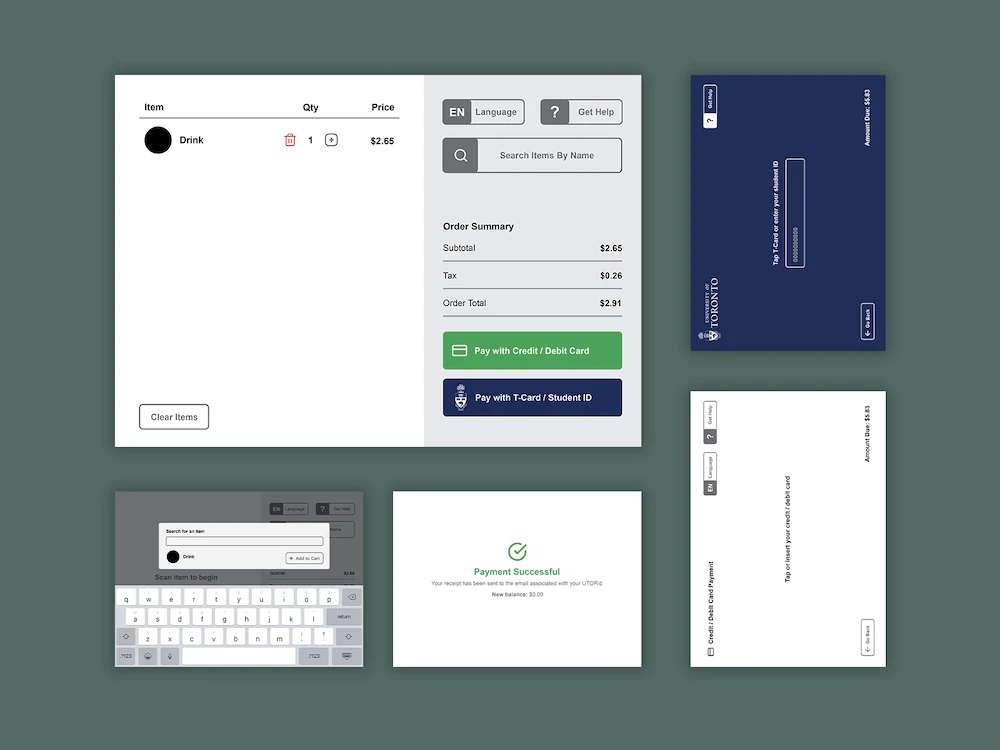 Item Qty Price
Drink 1 $2.65
Clear Items
EN Language ? Get Help
Search Items By Name
Order Summary
Subtotal $2.65
Tax $0.26
Order Total $2.91
Pay with Credit / Debit Card
Pay with T-Card / Student ID
? Get Help
UNIVERSITY OF
TORONTO
Tap T-Card or enter your student ID
Amount Due: $5.83
← Go Back
EN Language ? Get Help
Search for an item
Drink + Add to Cart
Scan item to begin
Subtotal
q w e r t y u i o p
a s d f g h j k l return
z x c v b n m ! , ? .
.?123 .?123
Payment Successful
Your receipt has been sent to the email associated with your UTORid.
New balance: $0.00
Credit / Debit Card Payment
EN Language ? Get Help
Tap or insert your credit / debit card
Amount Due: $5.83
← Go Back